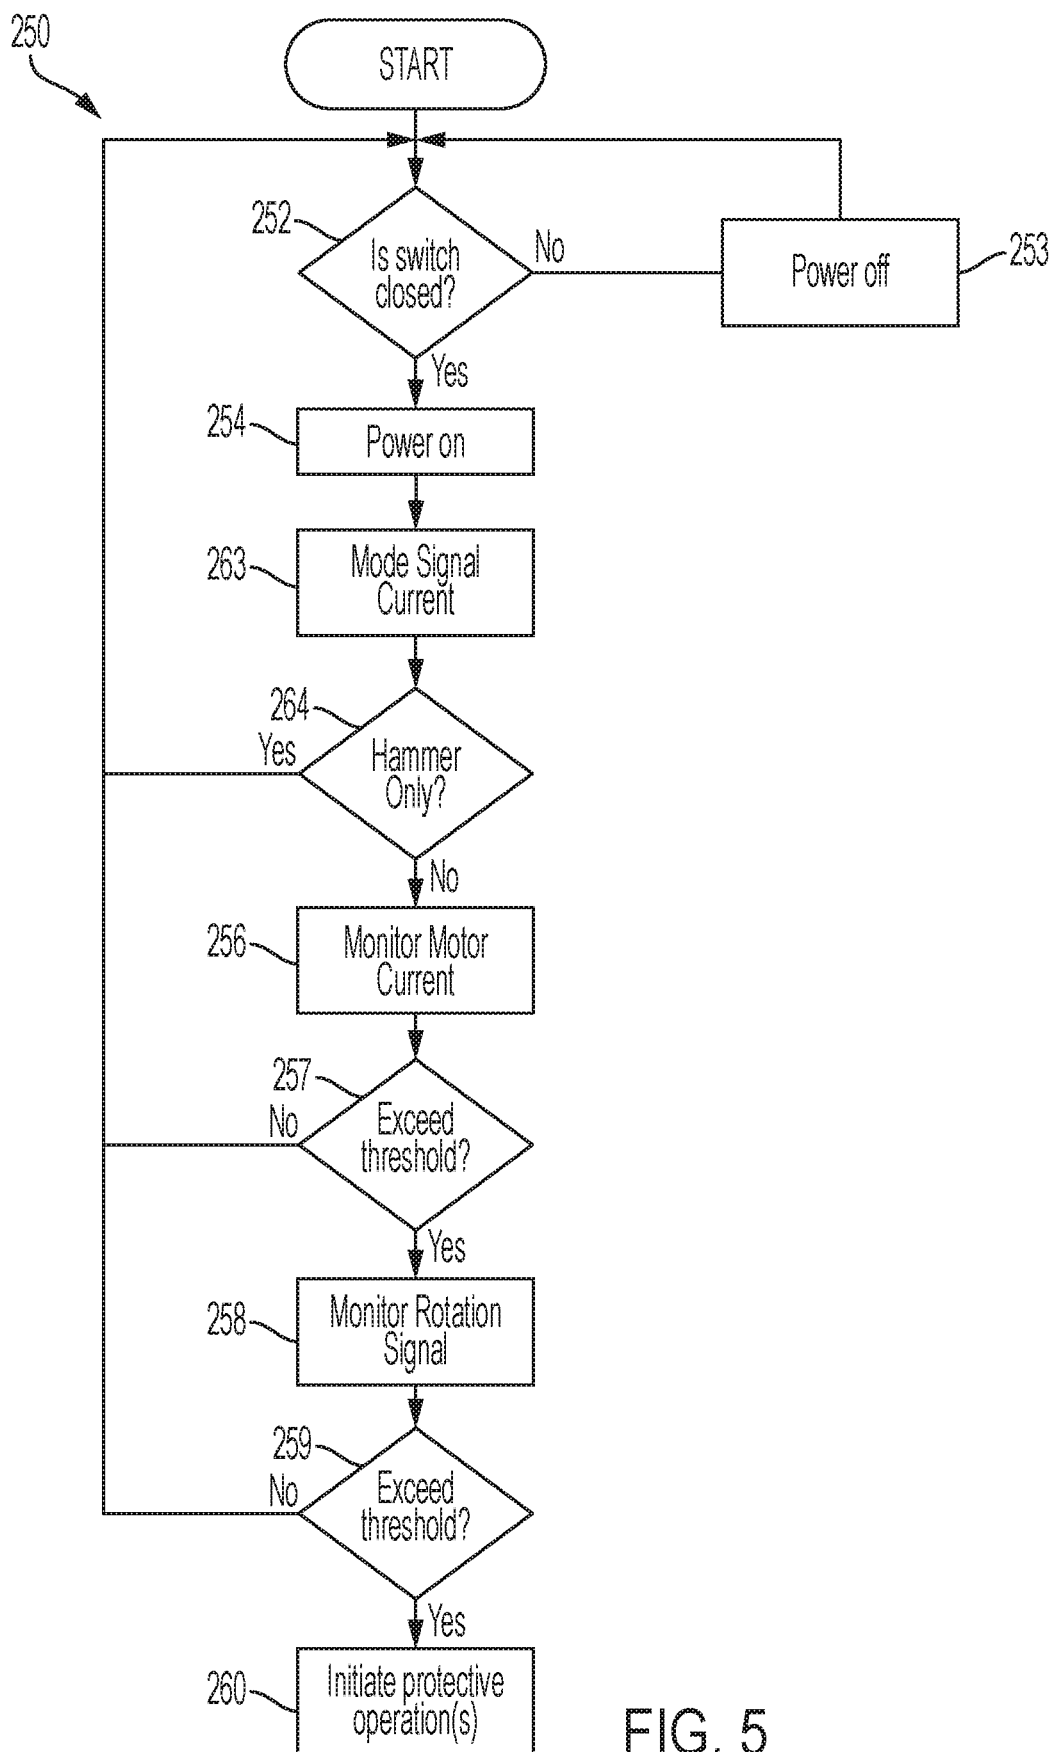 250
START
252
Is switch
closed?
No
Power off
253
Yes
254
Power on
263
Mode Signal
Current
264
Yes
Hammer
Only?
No
256
Monitor Motor
Current
257
No
Exceed
threshold?
Yes
258
Monitor Rotation
Signal
259
No
Exceed
threshold?
Yes
260
Initiate protective
operation(s)
FIG. 5